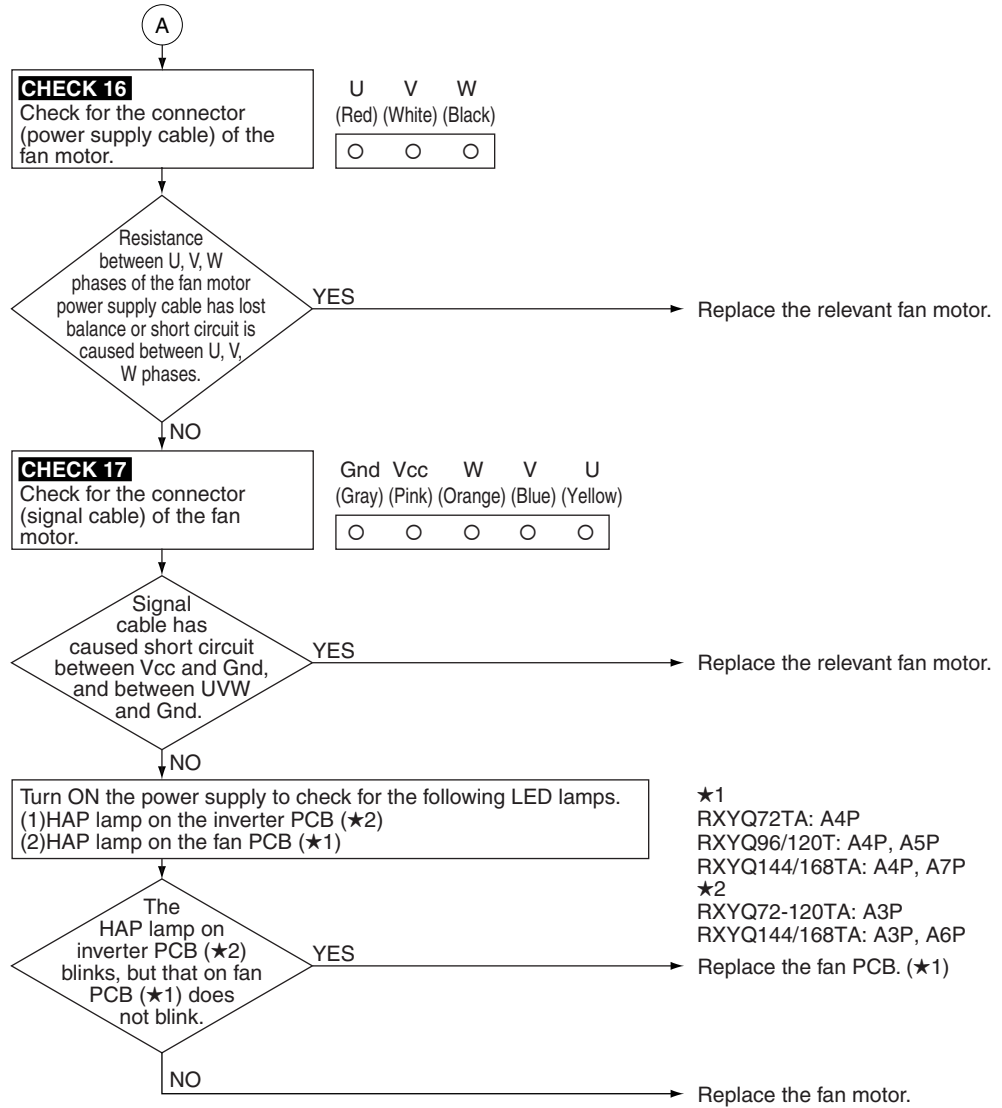 A
CHECK 16
Check for the connector
(power supply cable) of the
fan motor.
U V W
(Red) (White) (Black)
Resistance
between U, V, W
phases of the fan motor
power supply cable has lost
balance or short circuit is
caused between U, V,
W phases.
YES
Replace the relevant fan motor.
NO
CHECK 17
Check for the connector
(signal cable) of the fan
motor.
Gnd Vcc W V U
(Gray) (Pink) (Orange) (Blue) (Yellow)
Signal
cable has
caused short circuit
between Vcc and Gnd,
and between UVW
and Gnd.
YES
Replace the relevant fan motor.
NO
Turn ON the power supply to check for the following LED lamps.
(1)HAP lamp on the inverter PCB (★2)
(2)HAP lamp on the fan PCB (★1)
★1
RXYQ72TA: A4P
RXYQ96/120T: A4P, A5P
RXYQ144/168TA: A4P, A7P
★2
RXYQ72-120TA: A3P
RXYQ144/168TA: A3P, A6P
The
HAP lamp on
inverter PCB (★2)
blinks, but that on fan
PCB (★1) does
not blink.
YES
Replace the fan PCB. (★1)
NO
Replace the fan motor.